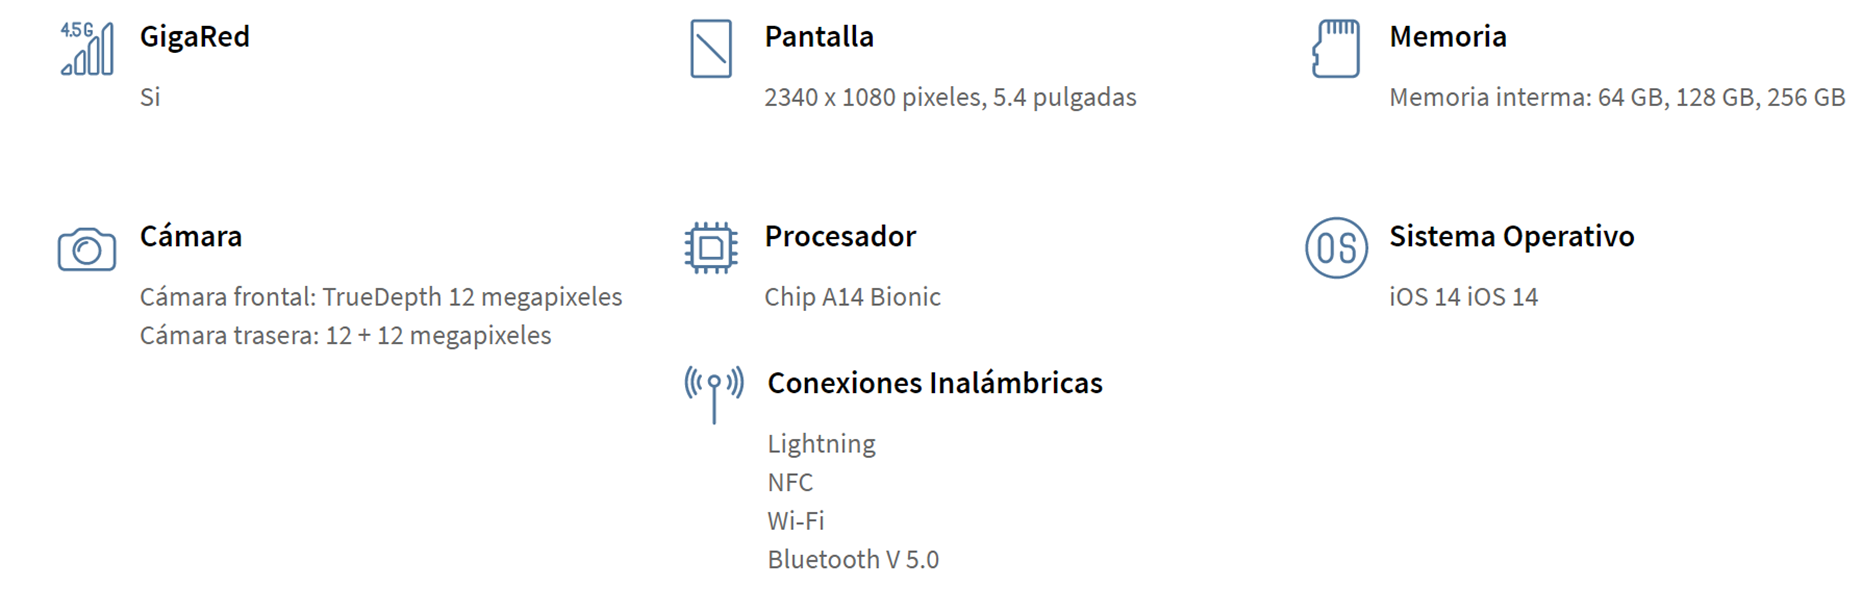 4.5G
GigaRed
Si
Pantalla
2340 x 1080 pixeles, 5.4 pulgadas
Memoria
Memoria interma: 64 GB, 128 GB, 256 GB
Cámara
Cámara frontal: TrueDepth 12 megapixeles
Cámara trasera: 12 + 12 megapixeles
Procesador
Chip A14 Bionic
OS
Sistema Operativo
iOS 14 iOS 14
Conexiones Inalámbricas
Lightning
NFC
Wi-Fi
Bluetooth V 5.0